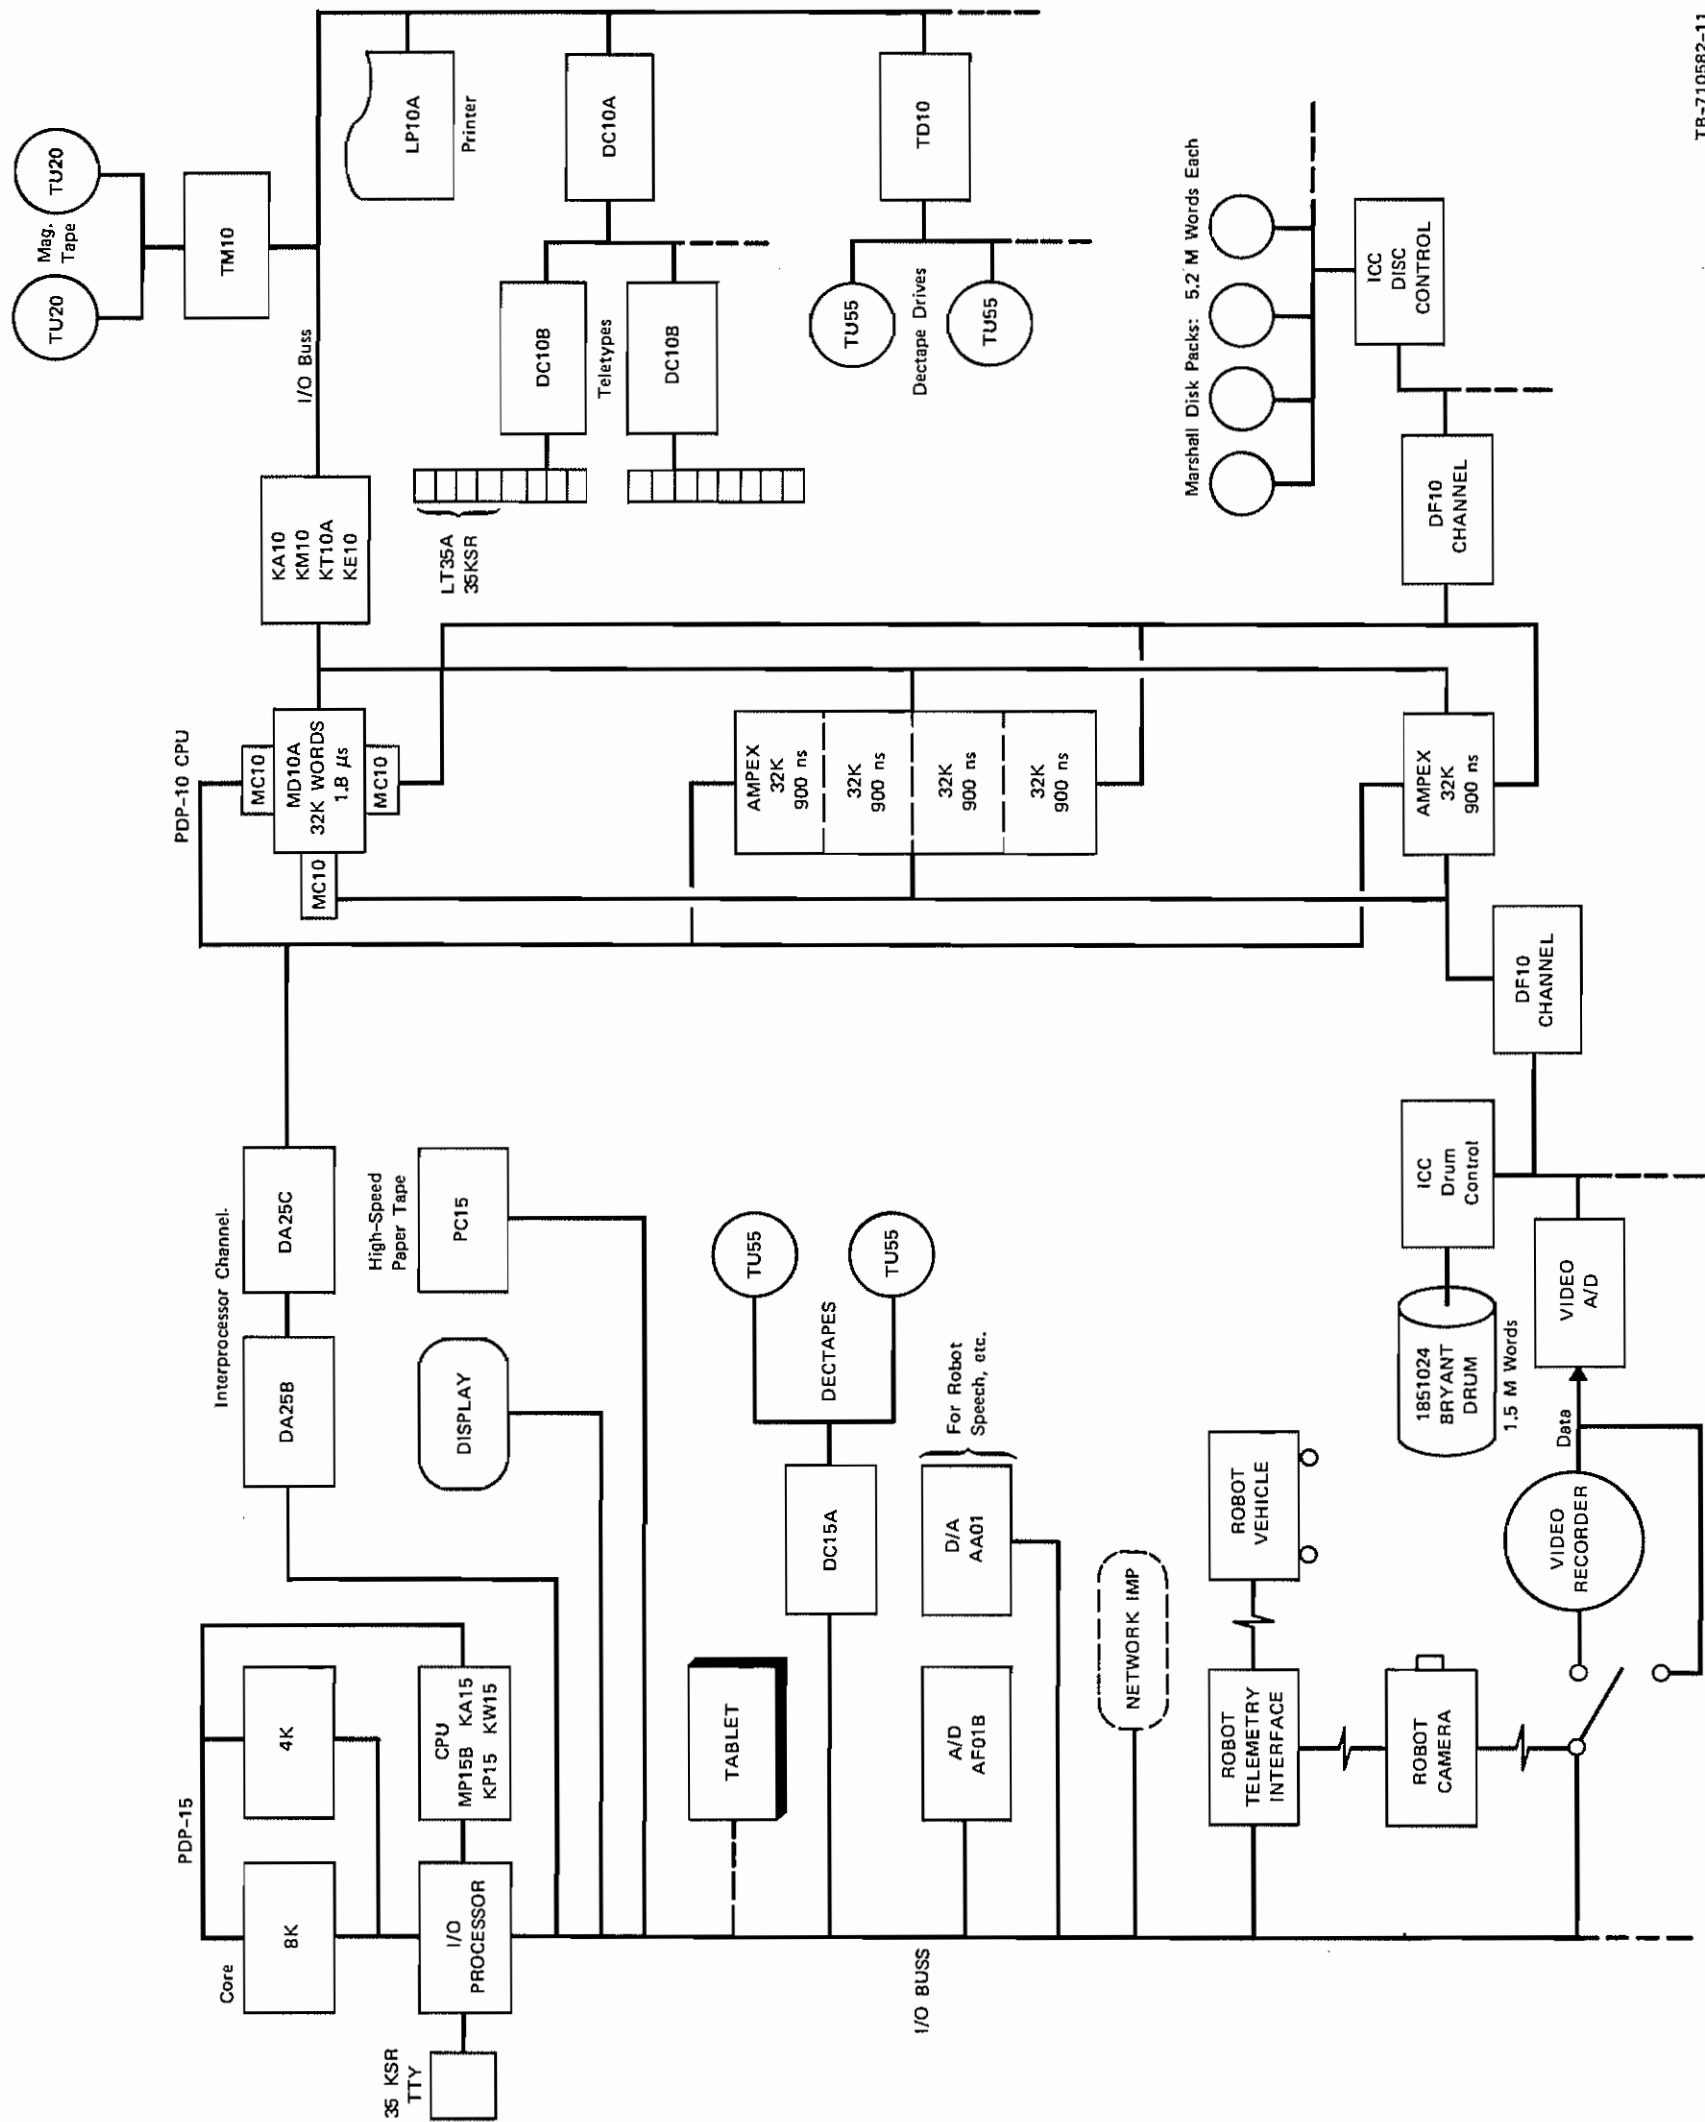 PDP-15
Core
8K
4K
35 KSR
TTY
I/O
PROCESSOR
CPU
MP15B KA15
KP15 KW15
Interprocessor Channel
DA25B
DA25C
DISPLAY
High-Speed
Paper Tape
PC15
TABLET
DC15A
DECTAPES
TU55
TU55
I/O BUSS
A/D
AF01B
D/A
AA01
For Robot
Speech, etc.
NETWORK IMP
ROBOT
TELEMETRY
INTERFACE
ROBOT
VEHICLE
ROBOT
CAMERA
VIDEO
RECORDER
Data
VIDEO
A/D
1851024
BRYANT
DRUM
1.5 M Words
ICC
Drum
Control
DF10
CHANNEL
PDP-10 CPU
MC10
MC10
MD10A
32K WORDS
1.8 µs
MC10
AMPEX
32K
900 ns
32K
900 ns
32K
900 ns
32K
900 ns
AMPEX
32K
900 ns
KA10
KM10
KT10A
KE10
I/O Buss
TU20
Mag.
Tape
TU20
TM10
LP10A
Printer
LT35A
35KSR
DC10B
Teletypes
DC10B
DC10A
TU55
Dectape Drives
TU55
TD10
Marshall Disk Packs: 5.2 M Words Each
DF10
CHANNEL
ICC
DISC
CONTROL
TB-710582-11